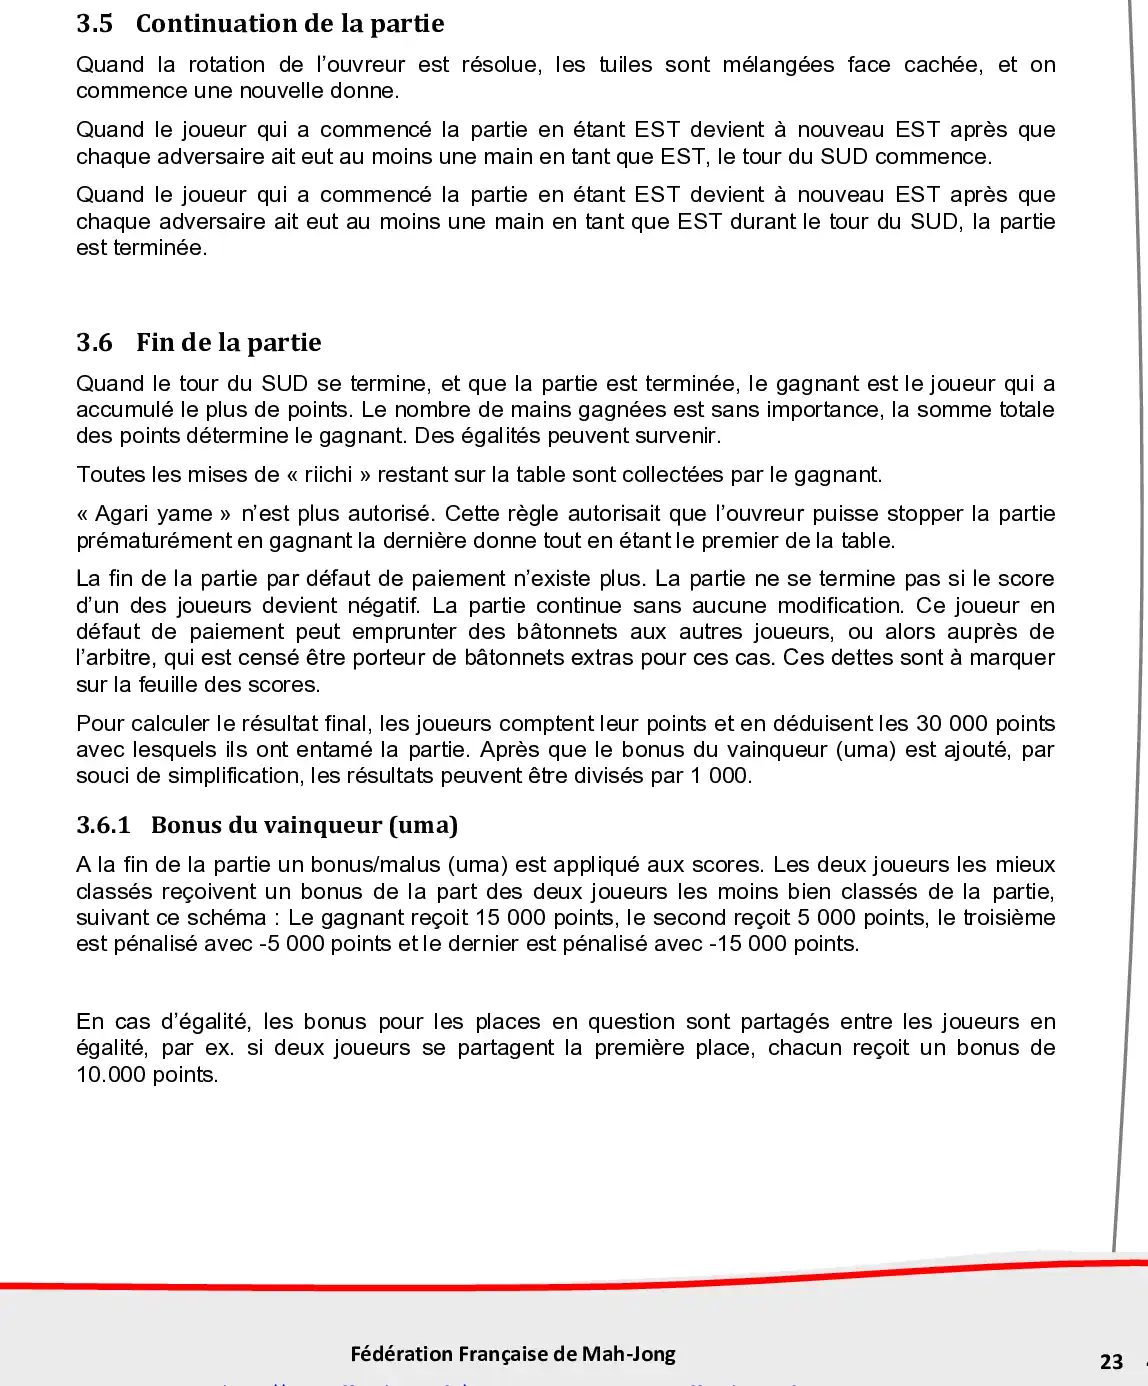 3.5 Continuation de la partie
Quand la rotation de l’ouvreur est résolue, les tuiles sont mélangées face cachée, et on
commence une nouvelle donne.
Quand le joueur qui a commencé la partie en étant EST devient à nouveau EST après que
chaque adversaire ait eut au moins une main en tant que EST, le tour du SUD commence.
Quand le joueur qui a commencé la partie en étant EST devient à nouveau EST après que
chaque adversaire ait eut au moins une main en tant que EST durant le tour du SUD, la partie
est terminée.
3.6 Fin de la partie
Quand le tour du SUD se termine, et que la partie est terminée, le gagnant est le joueur qui a
accumulé le plus de points. Le nombre de mains gagnées est sans importance, la somme totale
des points détermine le gagnant. Des égalités peuvent survenir.
Toutes les mises de « riichi » restant sur la table sont collectées par le gagnant.
« Agari yame » n’est plus autorisé. Cette règle autorisait que l’ouvreur puisse stopper la partie
prématurément en gagnant la dernière donne tout en étant le premier de la table.
La fin de la partie par défaut de paiement n’existe plus. La partie ne se termine pas si le score
d’un des joueurs devient négatif. La partie continue sans aucune modification. Ce joueur en
défaut de paiement peut emprunter des bâtonnets aux autres joueurs, ou alors auprès de
l’arbitre, qui est censé être porteur de bâtonnets extras pour ces cas. Ces dettes sont à marquer
sur la feuille des scores.
Pour calculer le résultat final, les joueurs comptent leur points et en déduisent les 30 000 points
avec lesquels ils ont entamé la partie. Après que le bonus du vainqueur (uma) est ajouté, par
souci de simplification, les résultats peuvent être divisés par 1 000.
3.6.1 Bonus du vainqueur (uma)
A la fin de la partie un bonus/malus (uma) est appliqué aux scores. Les deux joueurs les mieux
classés reçoivent un bonus de la part des deux joueurs les moins bien classés de la partie,
suivant ce schéma : Le gagnant reçoit 15 000 points, le second reçoit 5 000 points, le troisième
est pénalisé avec -5 000 points et le dernier est pénalisé avec -15 000 points.
En cas d’égalité, les bonus pour les places en question sont partagés entre les joueurs en
égalité, par ex. si deux joueurs se partagent la première place, chacun reçoit un bonus de
10.000 points.
Fédération Française de Mah-Jong
23